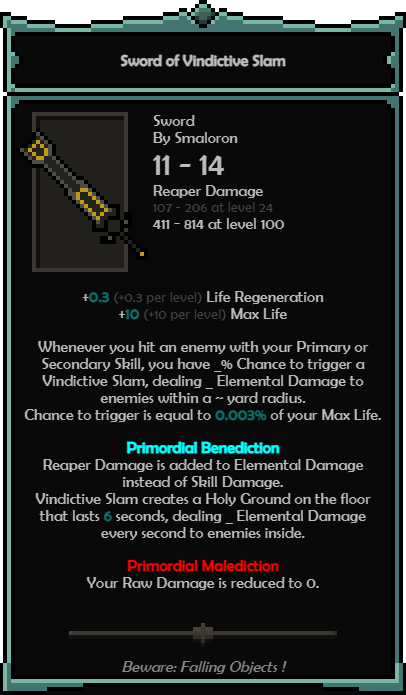 Sword of Vindictive Slam
Sword
By Smaloron
11 - 14
Reaper Damage
107 - 206 at level 24
411 - 814 at level 100
+0.3 (+0.3 per level) Life Regeneration
+10 (+10 per level) Max Life
Whenever you hit an enemy with your Primary or
Secondary Skill, you have _% Chance to trigger a
Vindictive Slam, dealing _ Elemental Damage to
enemies within a ~ yard radius.
Chance to trigger is equal to 0.003% of your Max Life.
Primordial Benediction
Reaper Damage is added to Elemental Damage
instead of Skill Damage.
Vindictive Slam creates a Holy Ground on the floor
that lasts 6 seconds, dealing _ Elemental Damage
every second to enemies inside.
Primordial Malediction
Your Raw Damage is reduced to 0.
Beware: Falling Objects !